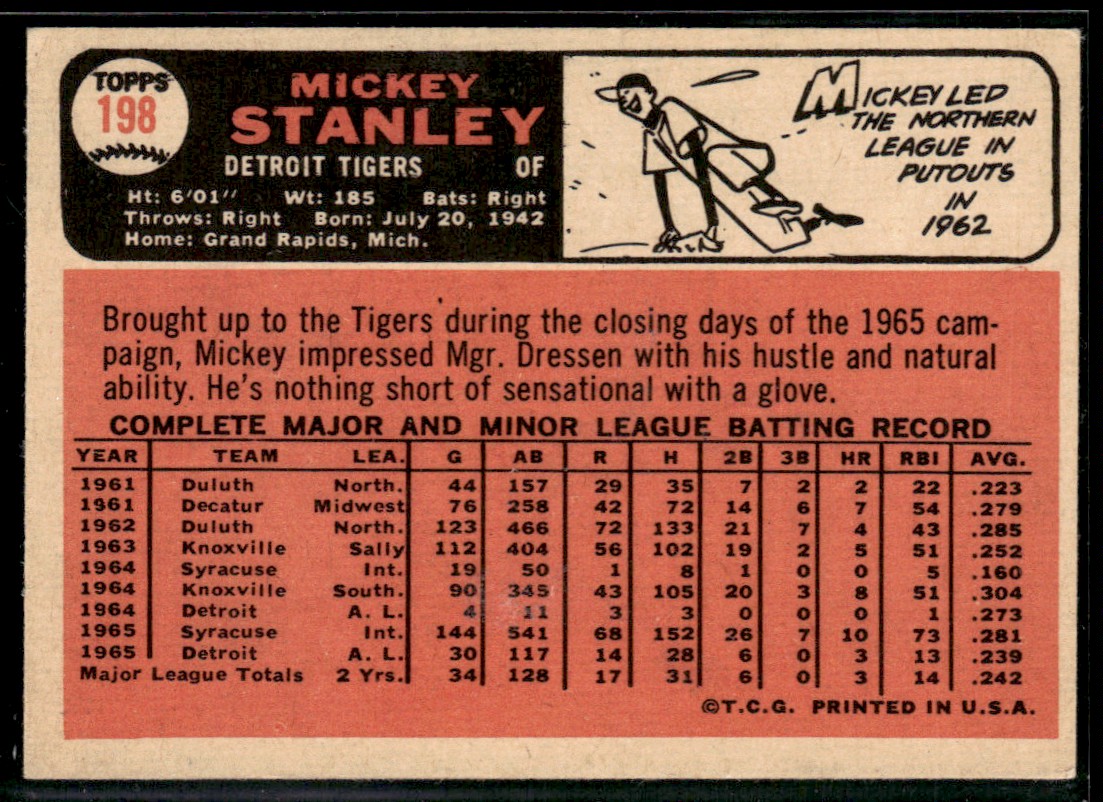 TOPPS
198
MICKEY
STANLEY
DETROIT TIGERS OF
Ht: 6'01" Wt: 185 Bats: Right
Throws: Right Born: July 20, 1942
Home: Grand Rapids, Mich.
MICKEY LED
THE NORTHERN
LEAGUE IN
PUTOUTS
IN
1962
Brought up to the Tigers during the closing days of the 1965 cam-
paign, Mickey impressed Mgr. Dressen with his hustle and natural
ability. He's nothing short of sensational with a glove.
COMPLETE MAJOR AND MINOR LEAGUE BATTING RECORD
YEAR TEAM LEA. G AB R H 2B 3B HR RBI AVG.
1961 Duluth North. 44 157 29 35 7 2 2 22 .223
1961 Decatur Midwest 76 258 42 72 14 6 7 54 .279
1962 Duluth North. 123 466 72 133 21 7 4 43 .285
1963 Knoxville Sally 112 404 56 102 19 2 5 51 .252
1964 Syracuse Int. 19 50 1 8 1 0 0 5 .160
1964 Knoxville South. 90 345 43 105 20 3 8 51 .304
1964 Detroit A. L. 4 11 3 3 0 0 0 1 .273
1965 Syracuse Int. 144 541 68 152 26 7 10 73 .281
1965 Detroit A. L. 30 117 14 28 6 0 3 13 .239
Major League Totals 2 Yrs. 34 128 17 31 6 0 3 14 .242
©T.C.G. PRINTED IN U.S.A.